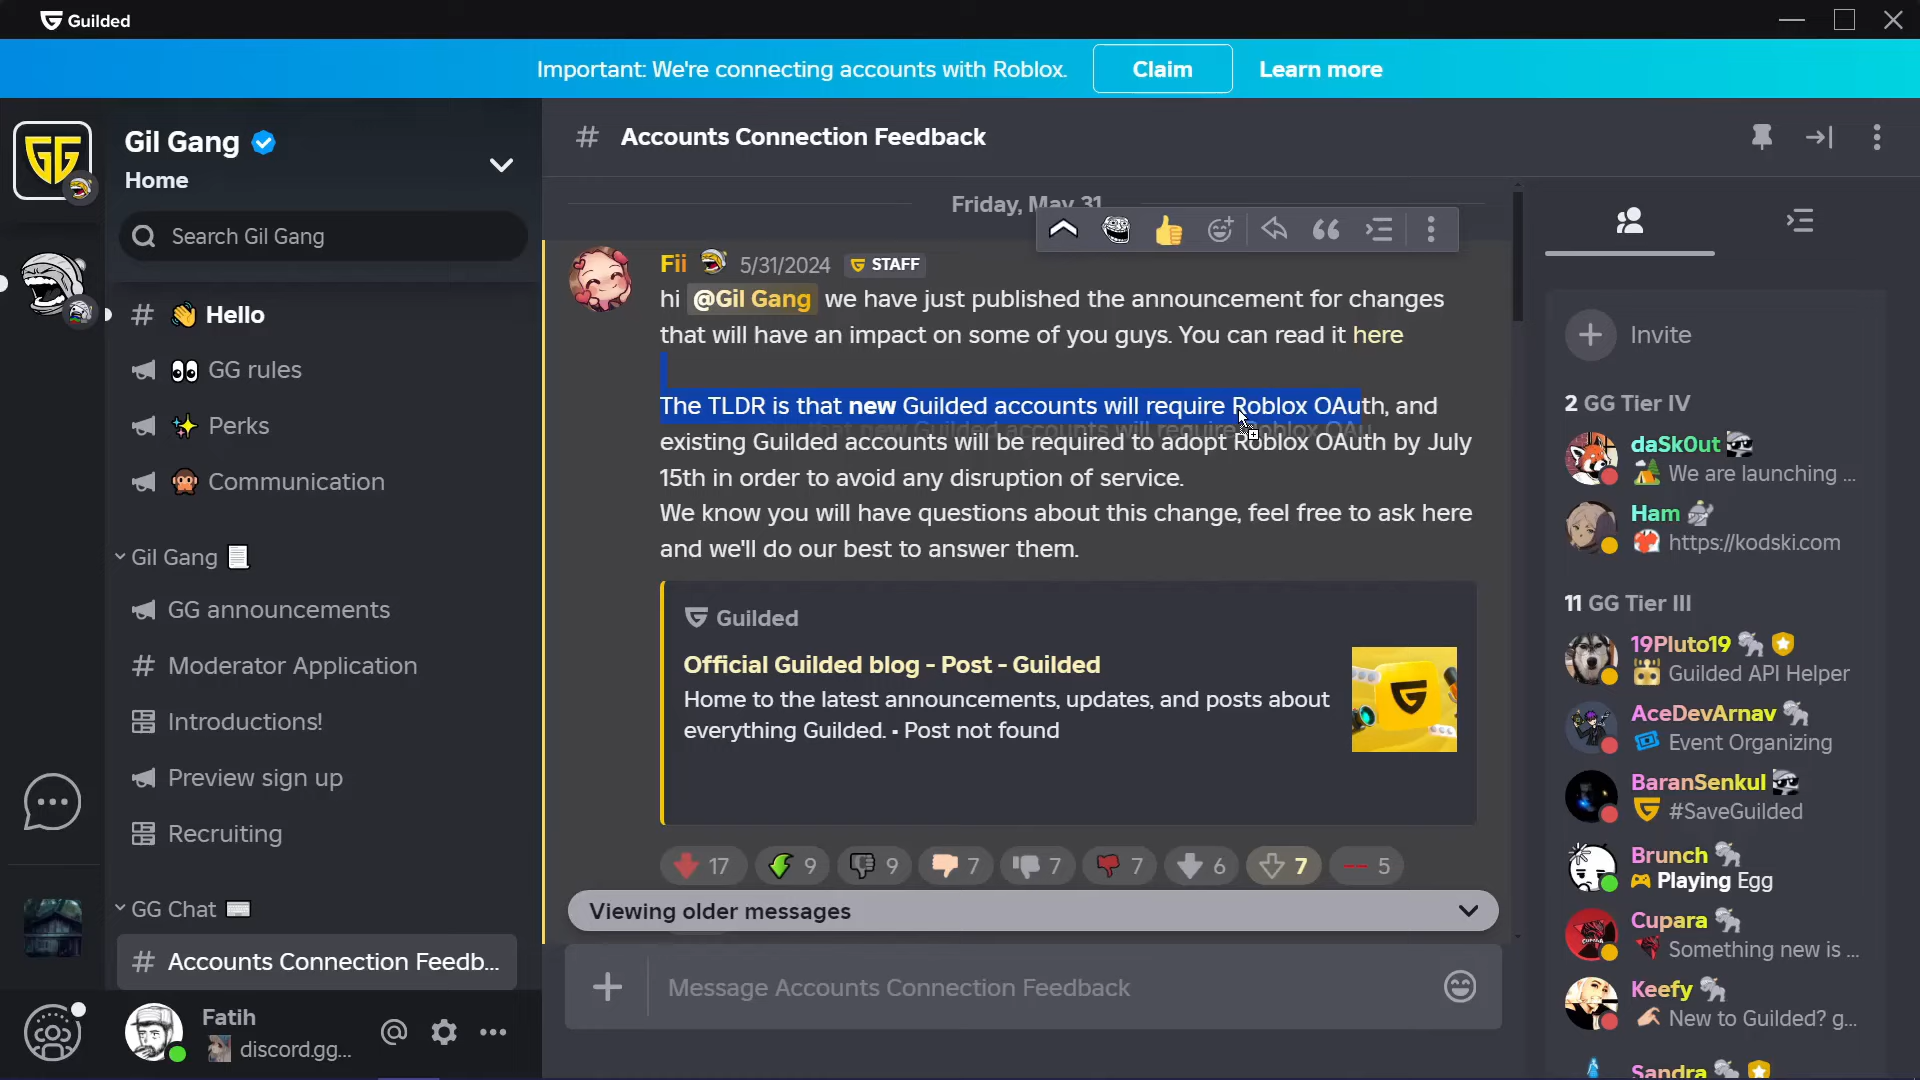 Guilded
Important: We're connecting accounts with Roblox.
Claim
Learn more
GG
Gil Gang
Home
Search Gil Gang
# Hello
GG rules
Perks
Communication
Gil Gang
GG announcements
# Moderator Application
Introductions!
Preview sign up
Recruiting
GG Chat
# Accounts Connection Feedb...
Fatih
discord.gg...
# Accounts Connection Feedback
Friday, May 31
Fii 5/31/2024 STAFF
hi @Gil Gang we have just published the announcement for changes
that will have an impact on some of you guys. You can read it here
The TLDR is that new Guilded accounts will require Roblox OAuth, and
existing Guilded accounts will be required to adopt Roblox OAuth by July
15th in order to avoid any disruption of service.
We know you will have questions about this change, feel free to ask here
and we'll do our best to answer them.
Guilded
Official Guilded blog - Post - Guilded
Home to the latest announcements, updates, and posts about
everything Guilded. • Post not found
17 9 9 7 7 7 6 7 5
Viewing older messages
Message Accounts Connection Feedback
Invite
2 GG Tier IV
daSk0ut
We are launching ...
Ham
https://kodski.com
11 GG Tier III
19Pluto19
Guilded API Helper
AceDevArnav
Event Organizing
BaranSenkul
#SaveGuilded
Brunch
Playing Egg
Cupara
Something new is ...
Keefy
New to Guilded? g...
Sandra